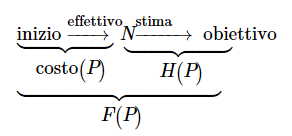 effettivo stima
inizio → N → obiettivo
costo(P) H(P)
F(P)